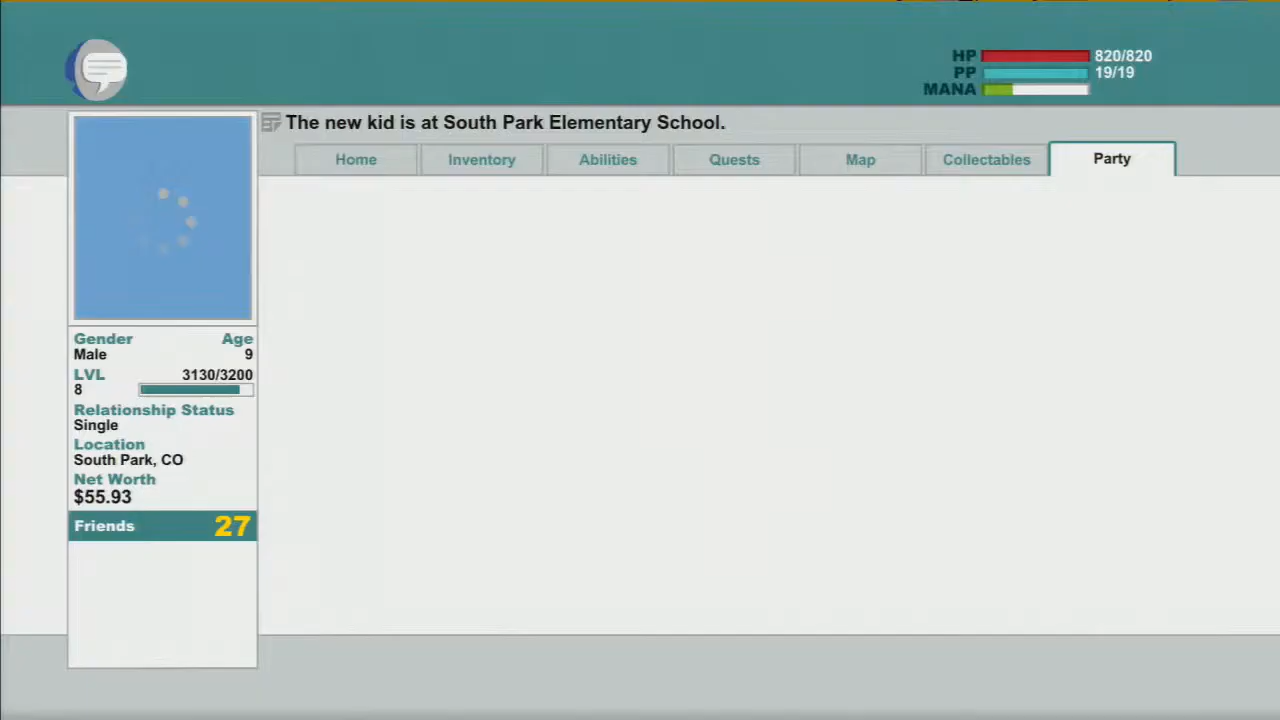 HP 820/820
PP 19/19
MANA
The new kid is at South Park Elementary School.
Home Inventory Abilities Quests Map Collectables Party
Gender Age
Male 9
LVL 3130/3200
8
Relationship Status
Single
Location
South Park, CO
Net Worth
$55.93
Friends 27